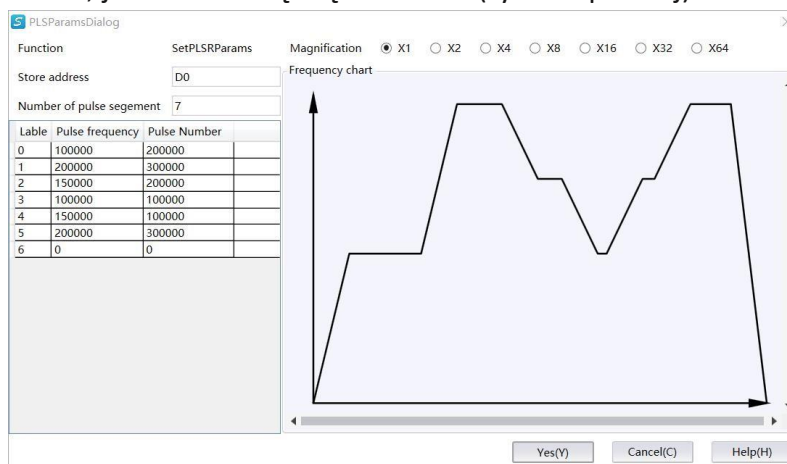 PLSParamsDialog
Function SetPLSRParams Magnification X1 X2 X4 X8 X16 X32 X64
Store address D0
Frequency chart
Number of pulse segement 7
Lable Pulse frequency Pulse Number
0 100000 200000
1 200000 300000
2 150000 200000
3 100000 100000
4 150000 100000
5 200000 300000
6 0 0
Yes(Y) Cancel(C) Help(H)